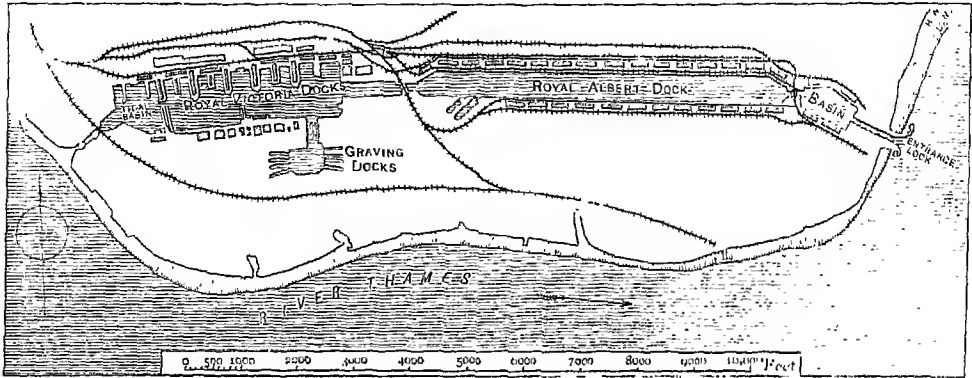 ROYAL VICTORIA DOCKS
TIDAL
BASIN
ROYAL ALBERT DOCK
BASIN
ENTRANCE
LOCK
GRAVING
DOCKS
RIVER THAMES
0 500 1000 2000 3000 4000 5000 6000 7000 8000 9000 10,000 Feet